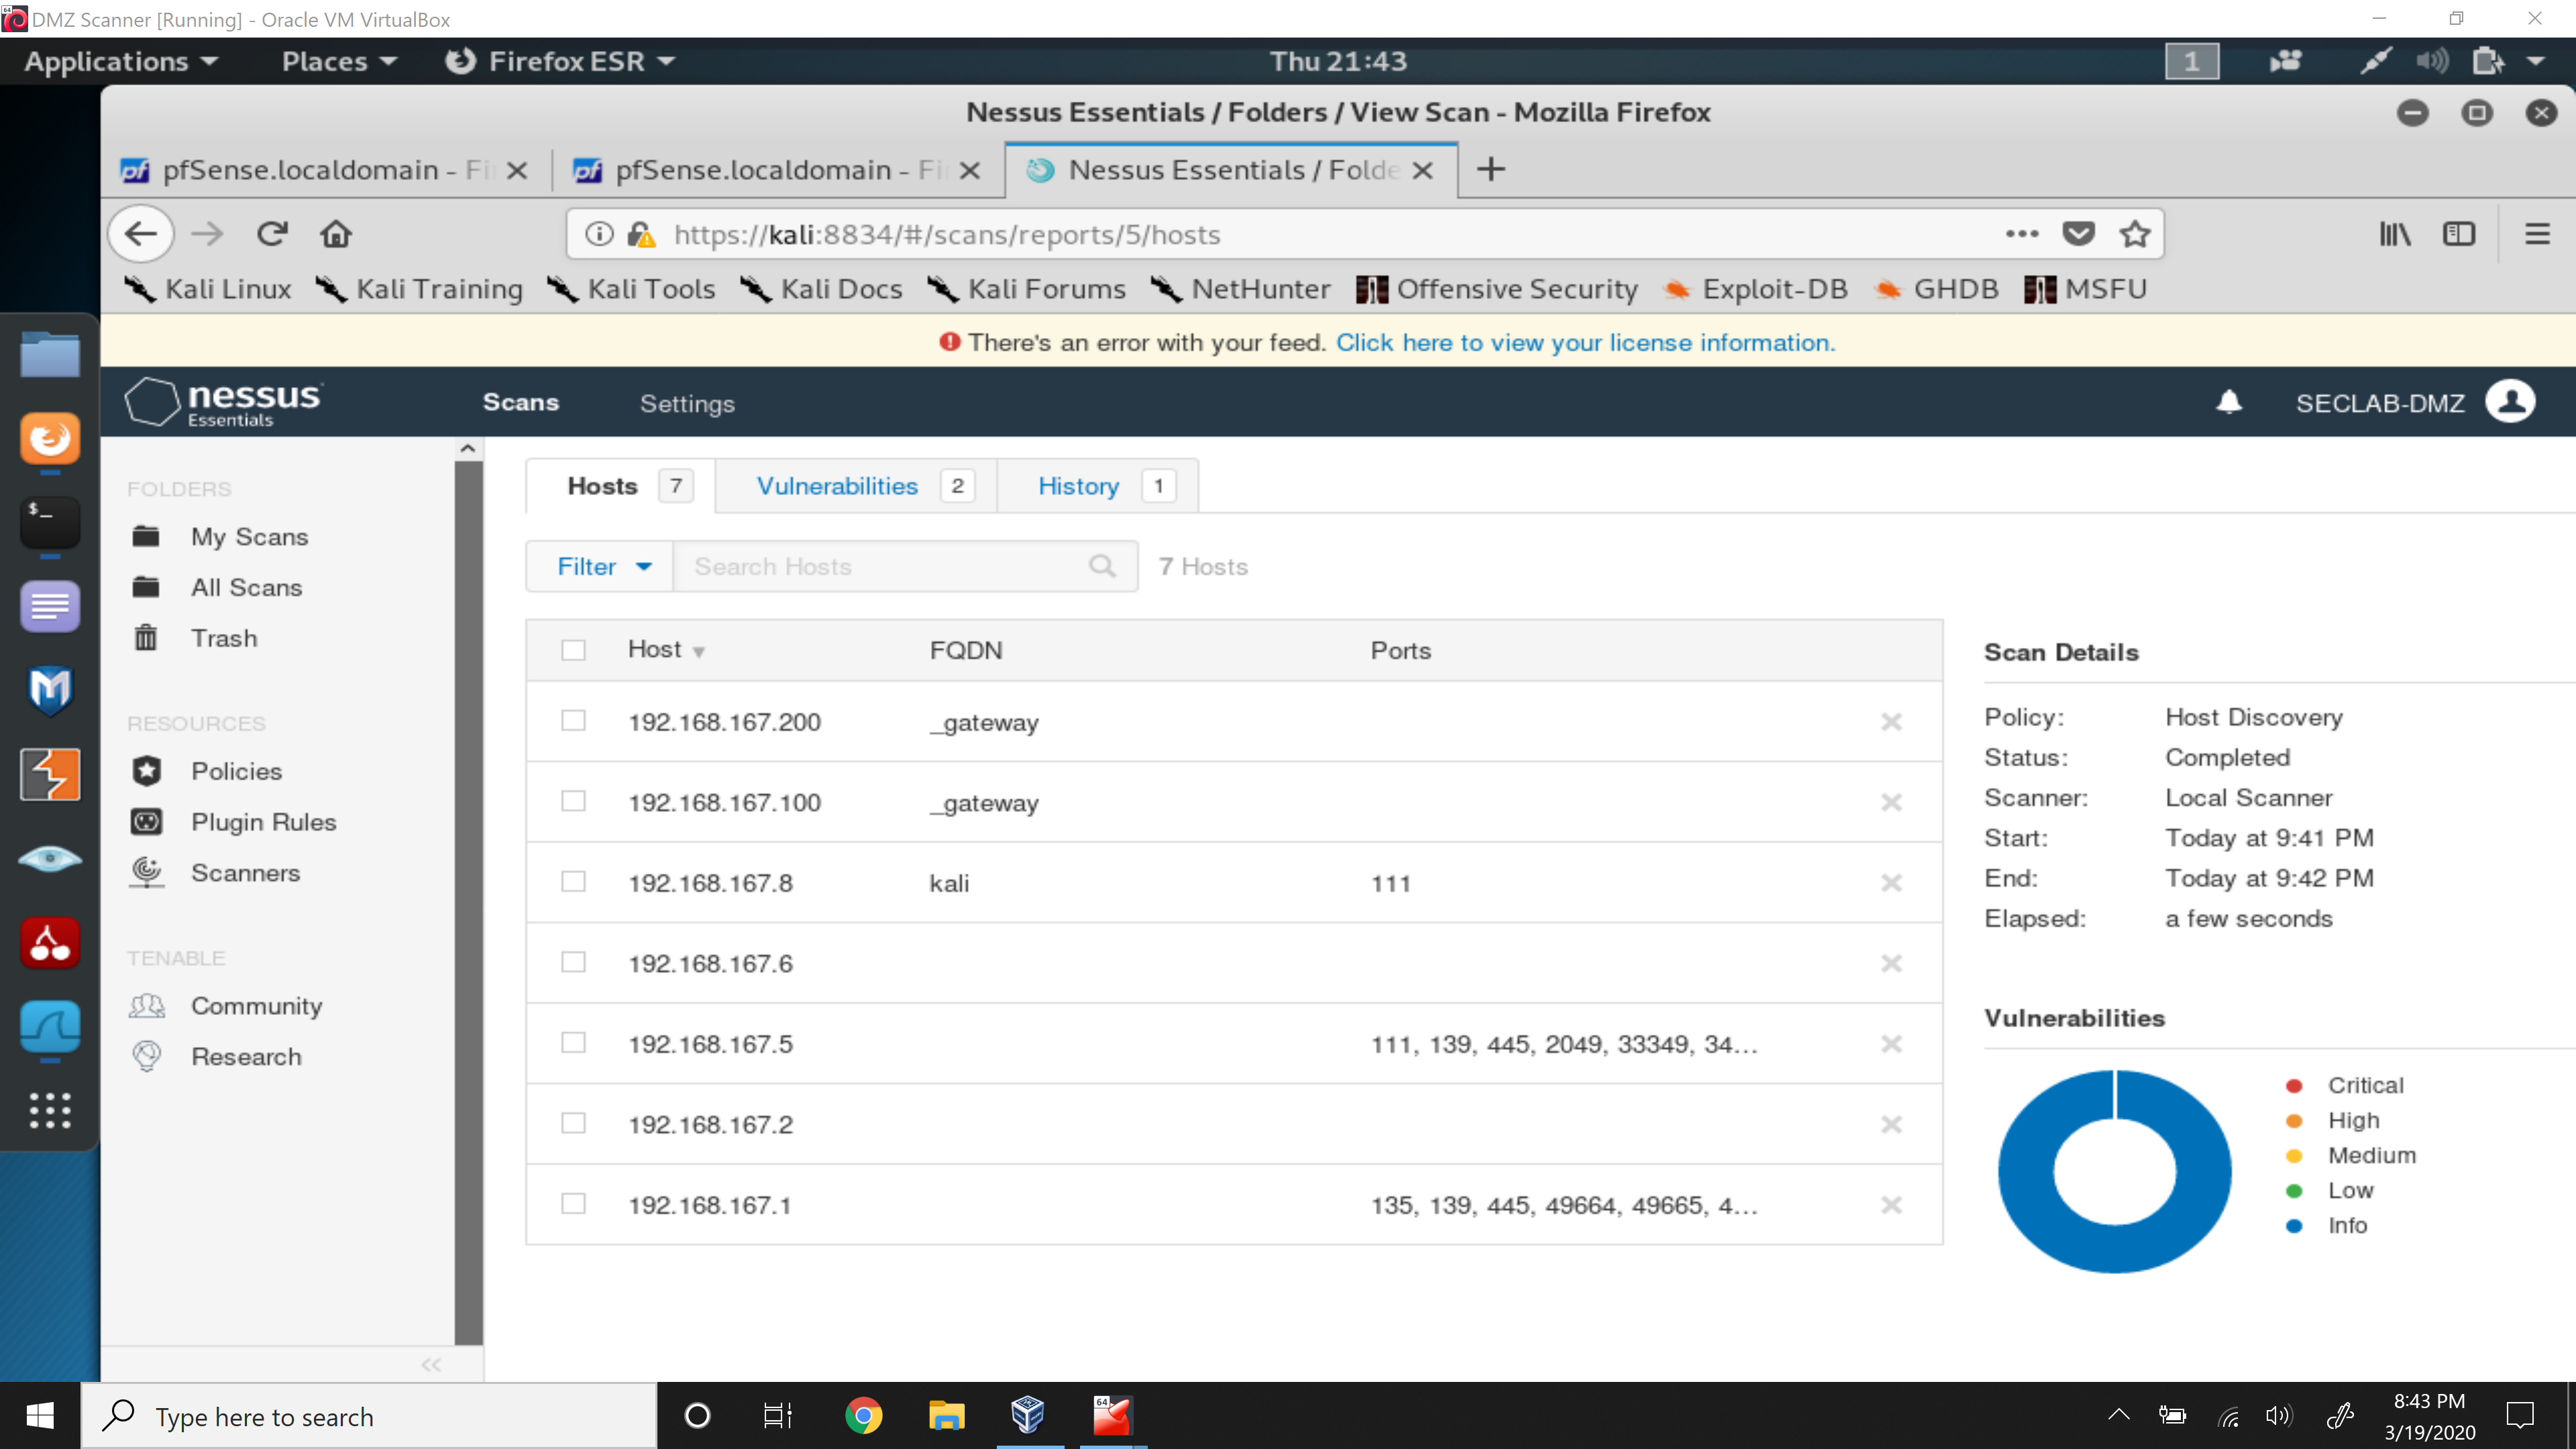 DMZ Scanner [Running] - Oracle VM VirtualBox
Applications Places Firefox ESR Thu 21:43 1
Nessus Essentials / Folders / View Scan - Mozilla Firefox
pfSense.localdomain - Fi pfSense.localdomain - Fi Nessus Essentials / Folde
https://kali:8834/#/scans/reports/5/hosts
Kali Linux Kali Training Kali Tools Kali Docs Kali Forums NetHunter Offensive Security Exploit-DB GHDB MSFU
There's an error with your feed. Click here to view your license information.
nessus Essentials Scans Settings SECLAB-DMZ
FOLDERS
My Scans
All Scans
Trash
RESOURCES
Policies
Plugin Rules
Scanners
TENABLE
Community
Research
Hosts 7 Vulnerabilities 2 History 1
Filter Search Hosts 7 Hosts
Host FQDN Ports
192.168.167.200 _gateway
192.168.167.100 _gateway
192.168.167.8 kali 111
192.168.167.6
192.168.167.5 111, 139, 445, 2049, 33349, 34...
192.168.167.2
192.168.167.1 135, 139, 445, 49664, 49665, 4...
Scan Details
Policy: Host Discovery
Status: Completed
Scanner: Local Scanner
Start: Today at 9:41 PM
End: Today at 9:42 PM
Elapsed: a few seconds
Vulnerabilities
Critical
High
Medium
Low
Info
Type here to search
64
8:43 PM
3/19/2020